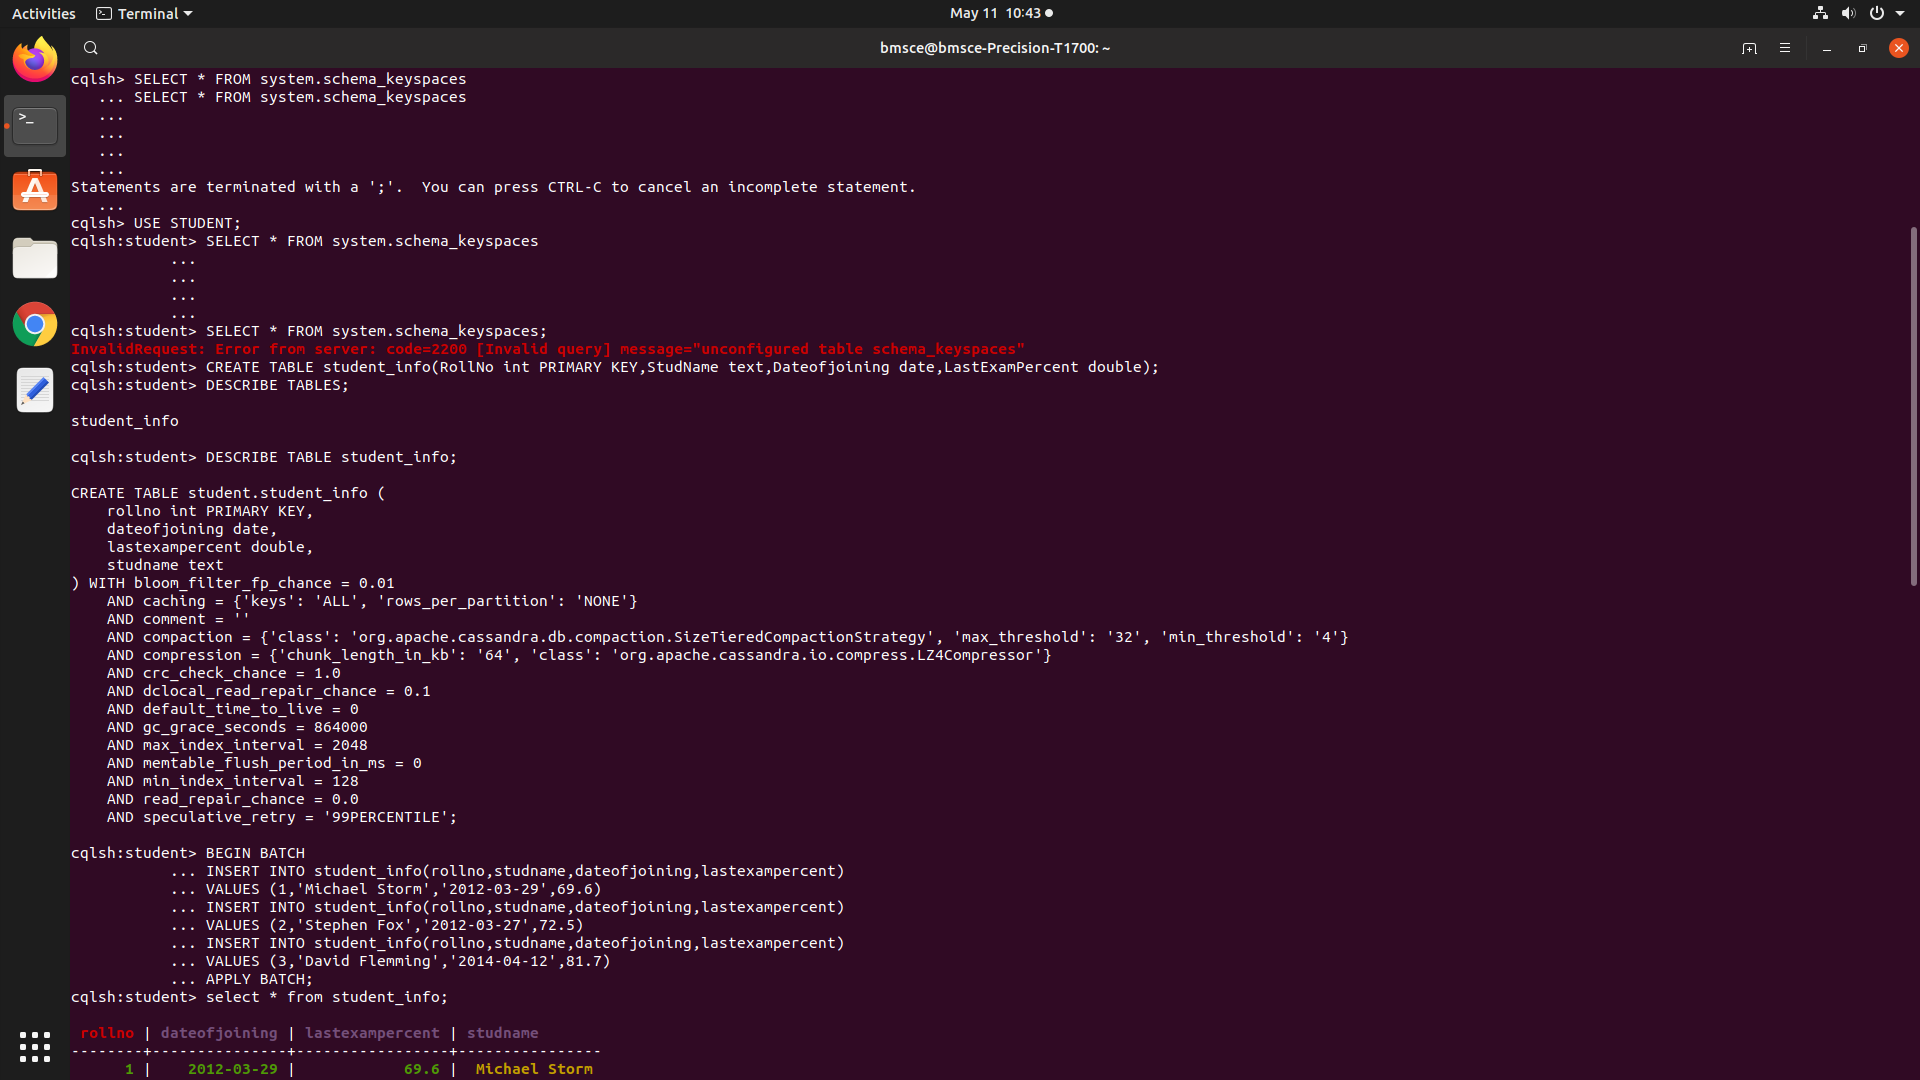 Activities Terminal May 11 10:43
bmsce@bmsce-Precision-T1700: ~
cqlsh> SELECT * FROM system.schema_keyspaces
   ... SELECT * FROM system.schema_keyspaces
   ...
   ...
   ...
   ...
Statements are terminated with a ';'.  You can press CTRL-C to cancel an incomplete statement.
   ...
cqlsh> USE STUDENT;
cqlsh:student> SELECT * FROM system.schema_keyspaces
           ...
           ...
           ...
           ...
cqlsh:student> SELECT * FROM system.schema_keyspaces;
InvalidRequest: Error from server: code=2200 [Invalid query] message="unconfigured table schema_keyspaces"
cqlsh:student> CREATE TABLE student_info(RollNo int PRIMARY KEY,StudName text,Dateofjoining date,LastExamPercent double);
cqlsh:student> DESCRIBE TABLES;

student_info

cqlsh:student> DESCRIBE TABLE student_info;

CREATE TABLE student.student_info (
    rollno int PRIMARY KEY,
    dateofjoining date,
    lastexampercent double,
    studname text
) WITH bloom_filter_fp_chance = 0.01
    AND caching = {'keys': 'ALL', 'rows_per_partition': 'NONE'}
    AND comment = ''
    AND compaction = {'class': 'org.apache.cassandra.db.compaction.SizeTieredCompactionStrategy', 'max_threshold': '32', 'min_threshold': '4'}
    AND compression = {'chunk_length_in_kb': '64', 'class': 'org.apache.cassandra.io.compress.LZ4Compressor'}
    AND crc_check_chance = 1.0
    AND dclocal_read_repair_chance = 0.1
    AND default_time_to_live = 0
    AND gc_grace_seconds = 864000
    AND max_index_interval = 2048
    AND memtable_flush_period_in_ms = 0
    AND min_index_interval = 128
    AND read_repair_chance = 0.0
    AND speculative_retry = '99PERCENTILE';

cqlsh:student> BEGIN BATCH
           ... INSERT INTO student_info(rollno,studname,dateofjoining,lastexampercent)
           ... VALUES (1,'Michael Storm','2012-03-29',69.6)
           ... INSERT INTO student_info(rollno,studname,dateofjoining,lastexampercent)
           ... VALUES (2,'Stephen Fox','2012-03-27',72.5)
           ... INSERT INTO student_info(rollno,studname,dateofjoining,lastexampercent)
           ... VALUES (3,'David Flemming','2014-04-12',81.7)
           ... APPLY BATCH;
cqlsh:student> select * from student_info;

 rollno | dateofjoining | lastexampercent | studname
--------+---------------+-----------------+----------------
      1 |    2012-03-29 |            69.6 |  Michael Storm